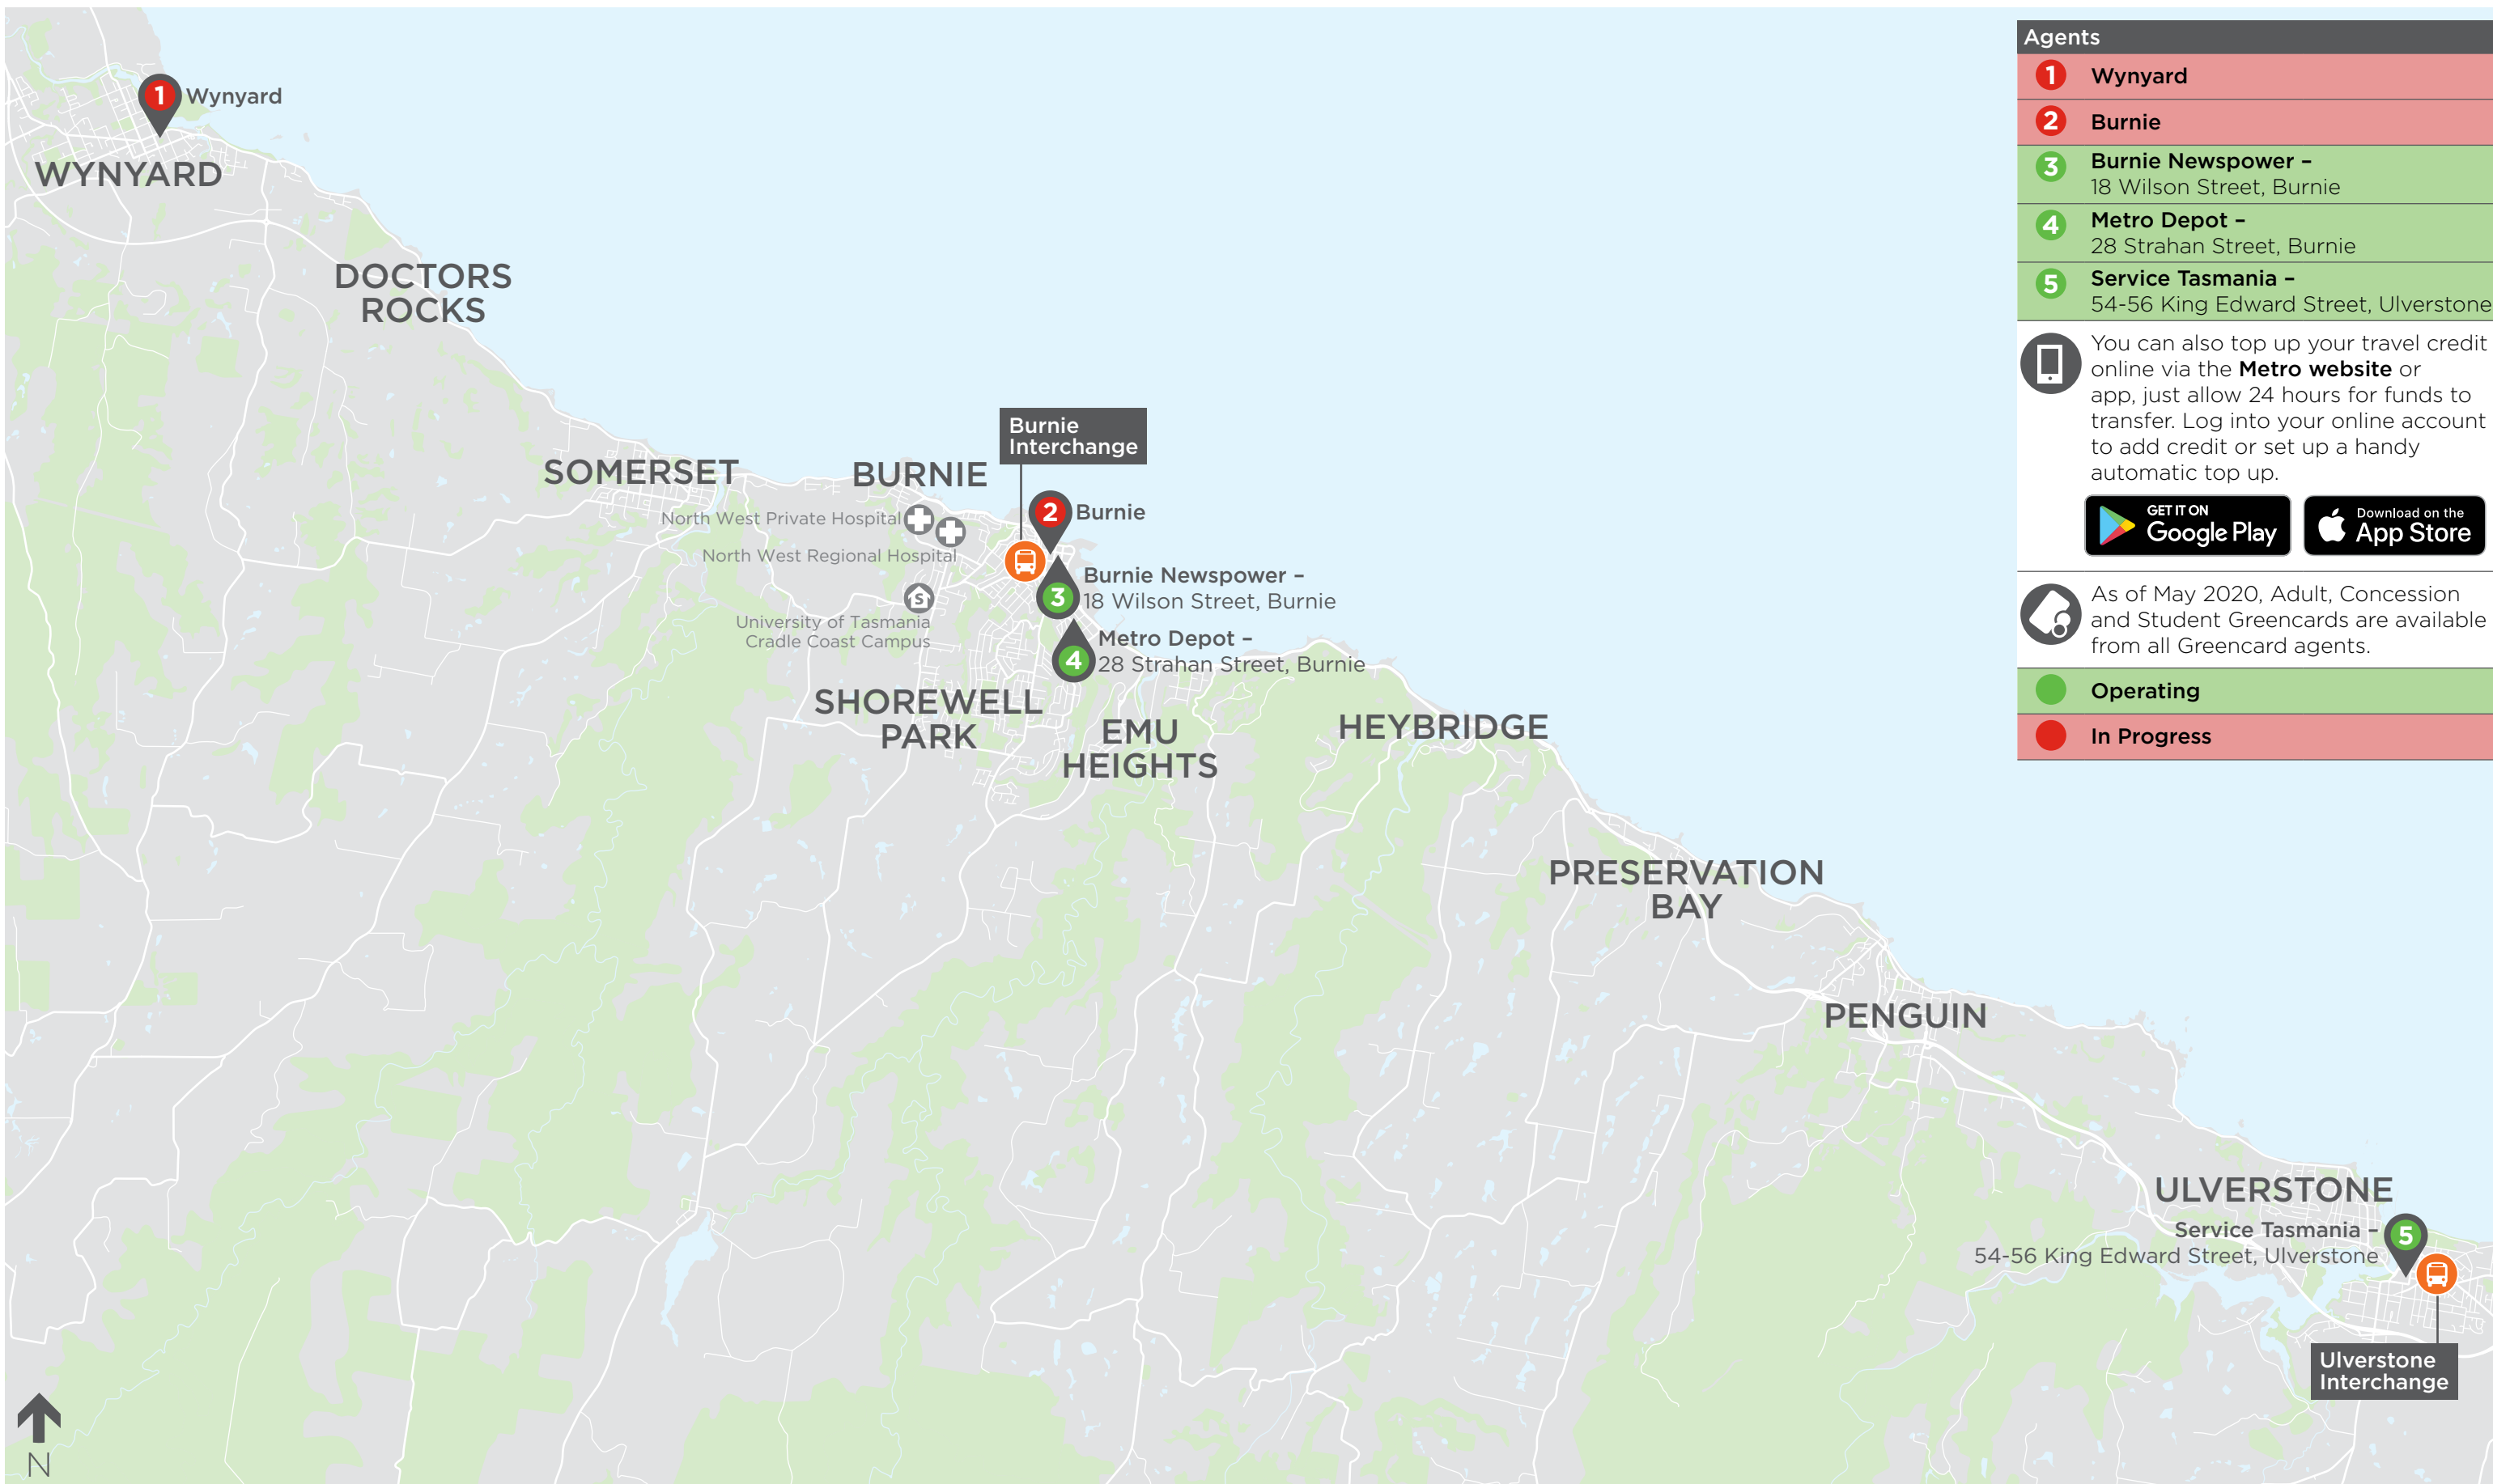 1 Wynyard
WYNYARD
DOCTORS
ROCKS
SOMERSET
BURNIE
Burnie
Interchange
North West Private Hospital
North West Regional Hospital
2 Burnie
3 Burnie Newspower –
18 Wilson Street, Burnie
University of Tasmania
Cradle Coast Campus
S
4 Metro Depot –
28 Strahan Street, Burnie
SHOREWELL
PARK
EMU
HEIGHTS
HEYBRIDGE
PRESERVATION
BAY
PENGUIN
ULVERSTONE
Service Tasmania – 5
54-56 King Edward Street, Ulverstone
Ulverstone
Interchange
N
Agents
1 Wynyard
2 Burnie
3 Burnie Newspower –
18 Wilson Street, Burnie
4 Metro Depot –
28 Strahan Street, Burnie
5 Service Tasmania –
54-56 King Edward Street, Ulverstone
You can also top up your travel credit
online via the Metro website or
app, just allow 24 hours for funds to
transfer. Log into your online account
to add credit or set up a handy
automatic top up.
GET IT ON
Google Play
Download on the
App Store
As of May 2020, Adult, Concession
and Student Greencards are available
from all Greencard agents.
Operating
In Progress